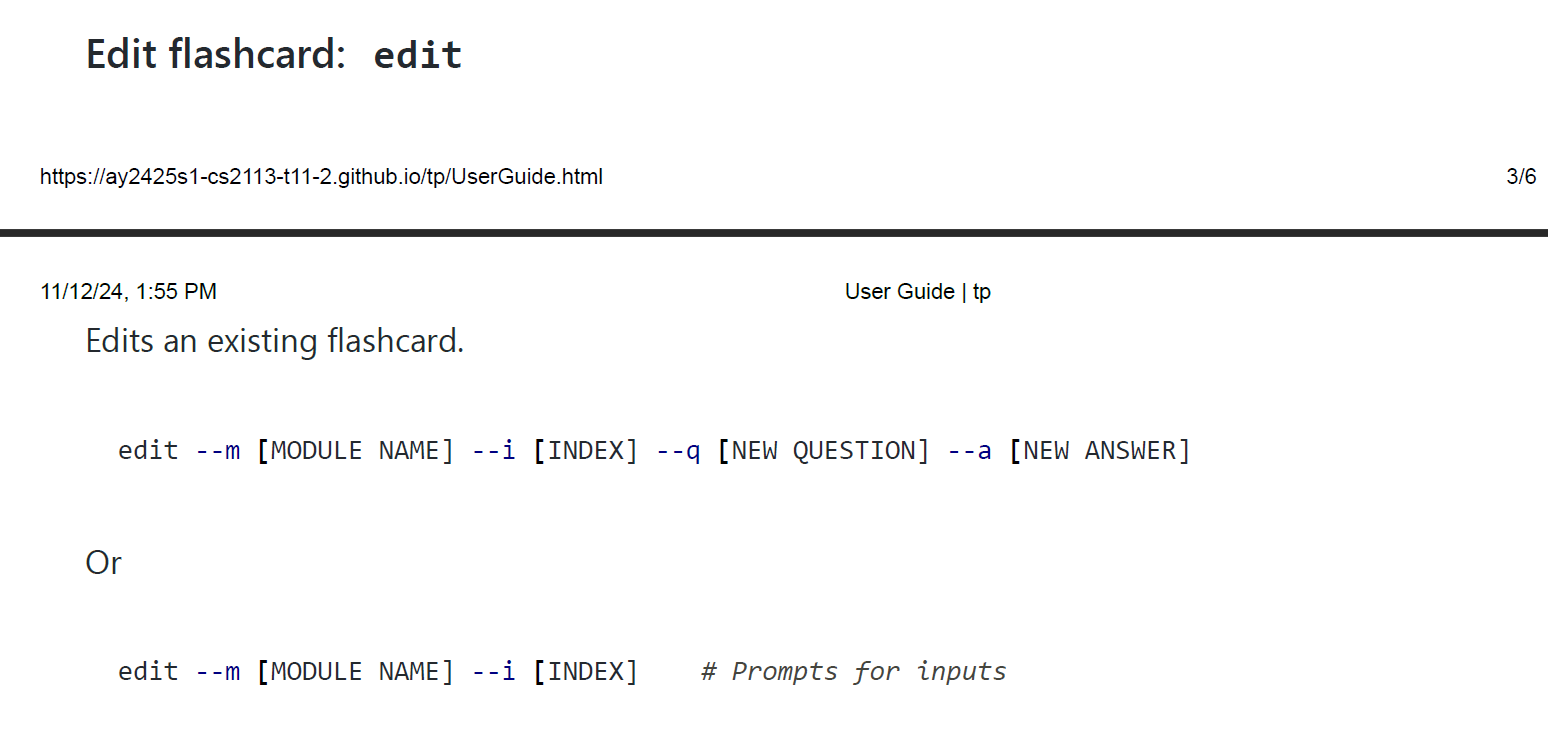 Edit flashcard: edit
https://ay2425s1-cs2113-t11-2.github.io/tp/UserGuide.html 3/6
11/12/24, 1:55 PM User Guide | tp
Edits an existing flashcard.
edit --m [MODULE NAME] --i [INDEX] --q [NEW QUESTION] --a [NEW ANSWER]
Or
edit --m [MODULE NAME] --i [INDEX] # Prompts for inputs